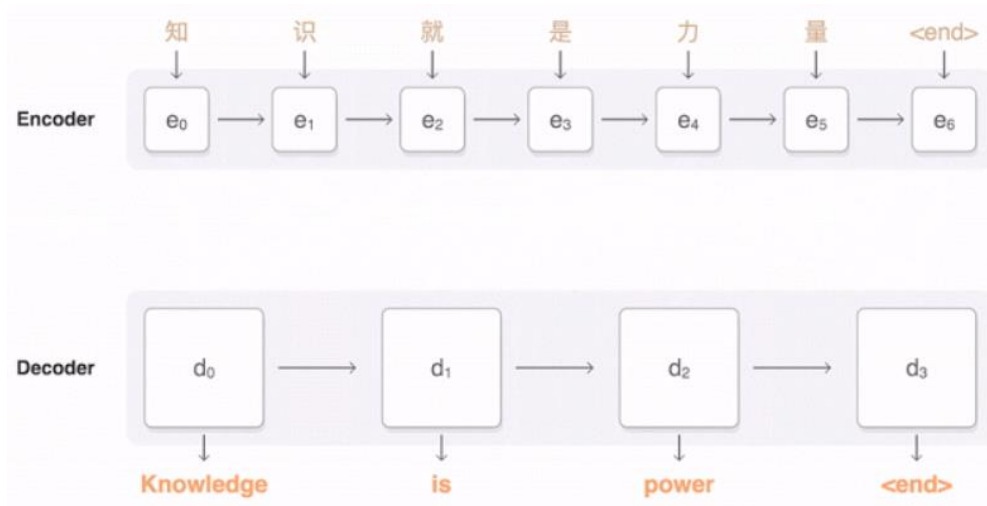 知 识 就 是 力 量 <end>
Encoder e₀ e₁ e₂ e₃ e₄ e₅ e₆
Decoder d₀ d₁ d₂ d₃
Knowledge is power <end>